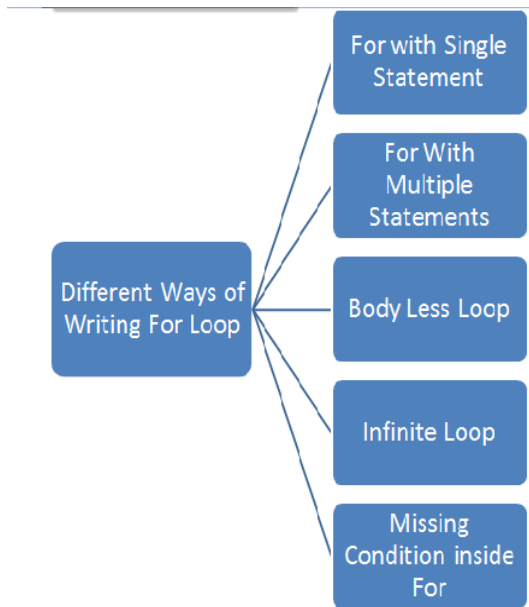 Different Ways of
Writing For Loop
For with Single
Statement
For With
Multiple
Statements
Body Less Loop
Infinite Loop
Missing
Condition inside
For